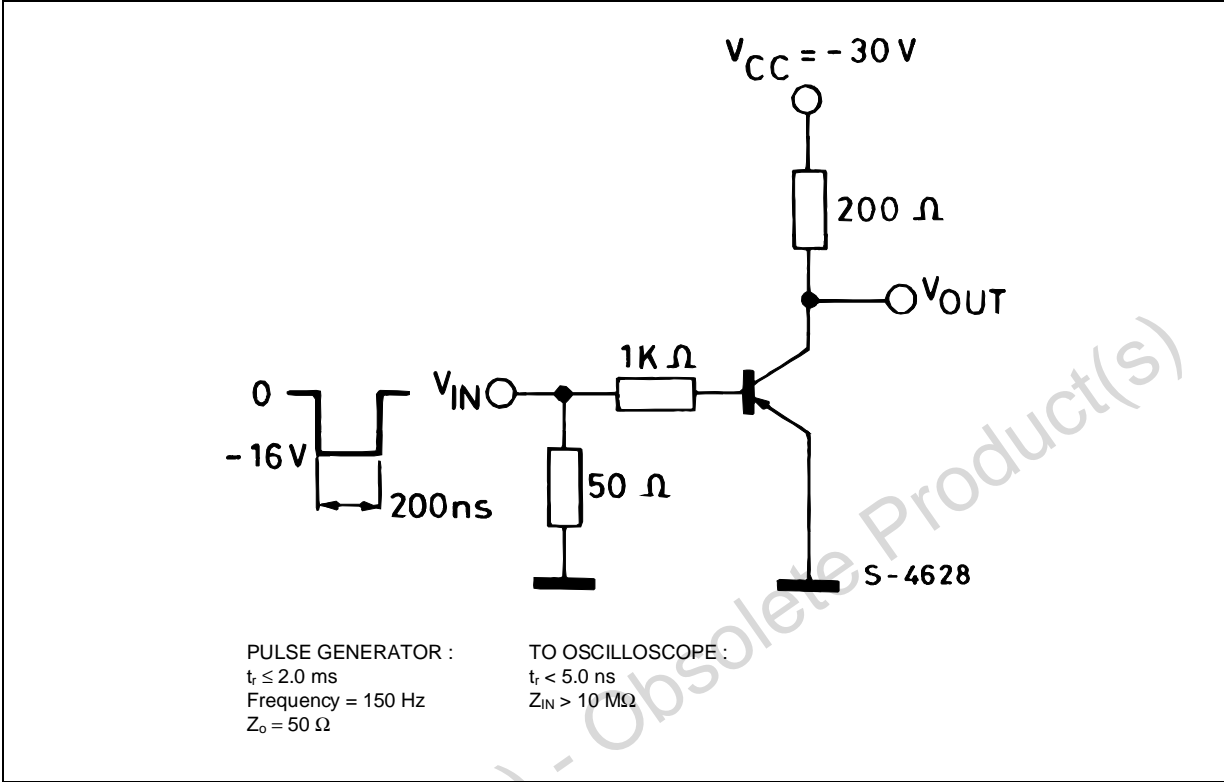 VCC = - 30 V
200 Ω
VOUT
1K Ω
VIN
0
- 16 V
200ns
50 Ω
S-4628
PULSE GENERATOR :
tr ≤ 2.0 ms
Frequency = 150 Hz
Zo = 50 Ω
TO OSCILLOSCOPE :
tr < 5.0 ns
ZIN > 10 MΩ
) - Obsolete Product(s)